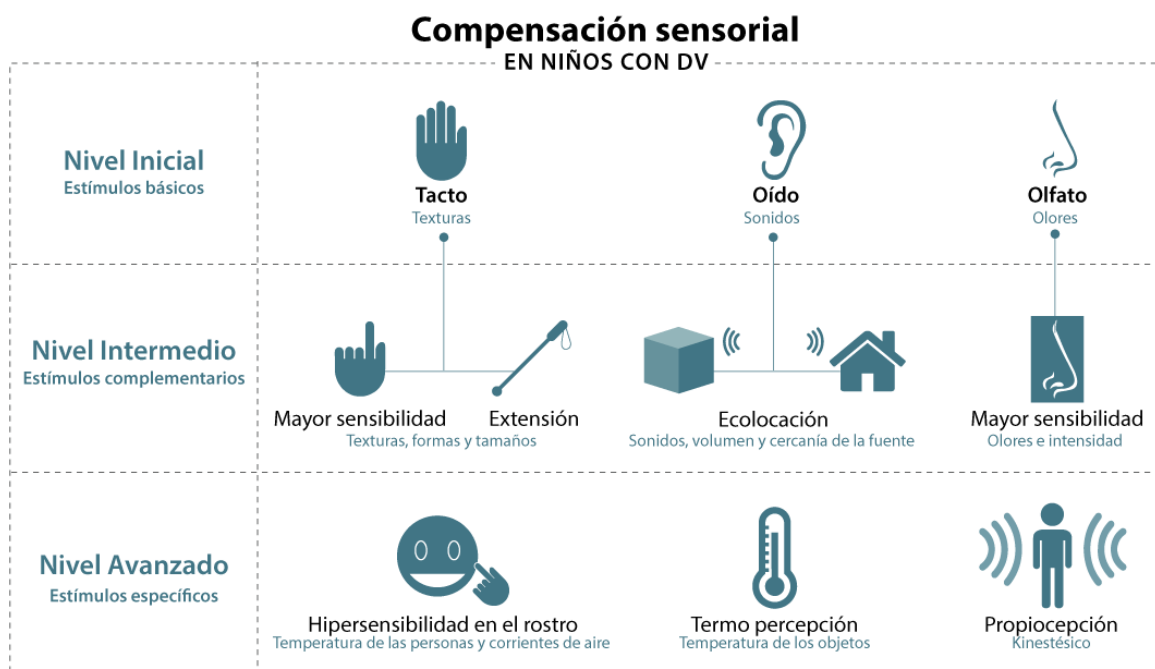 Compensación sensorial
EN NIÑOS CON DV
Nivel Inicial
Estímulos básicos
Tacto
Texturas
Oído
Sonidos
Olfato
Olores
Nivel Intermedio
Estímulos complementarios
Mayor sensibilidad
Extensión
Texturas, formas y tamaños
Ecolocación
Sonidos, volumen y cercanía de la fuente
Mayor sensibilidad
Olores e intensidad
Nivel Avanzado
Estímulos específicos
Hipersensibilidad en el rostro
Temperatura de las personas y corrientes de aire
Termo percepción
Temperatura de los objetos
Propiocepción
Kinestésico